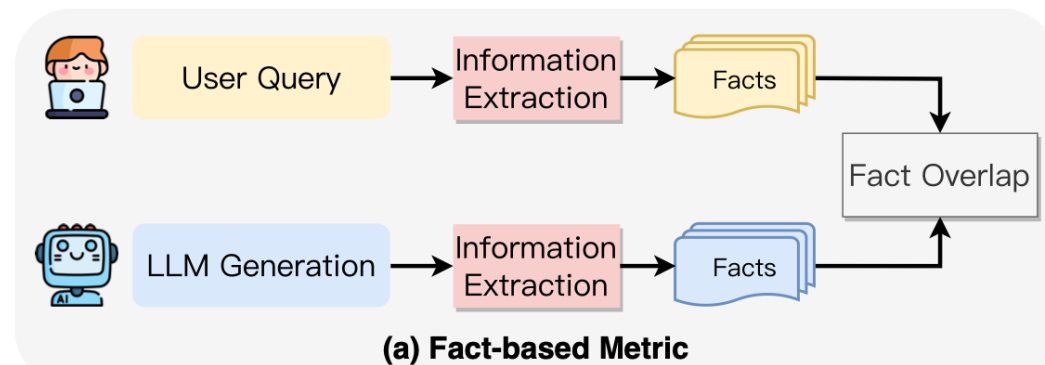 User Query
Information
Extraction
Facts
Fact Overlap
LLM Generation
Information
Extraction
Facts
AI
(a) Fact-based Metric